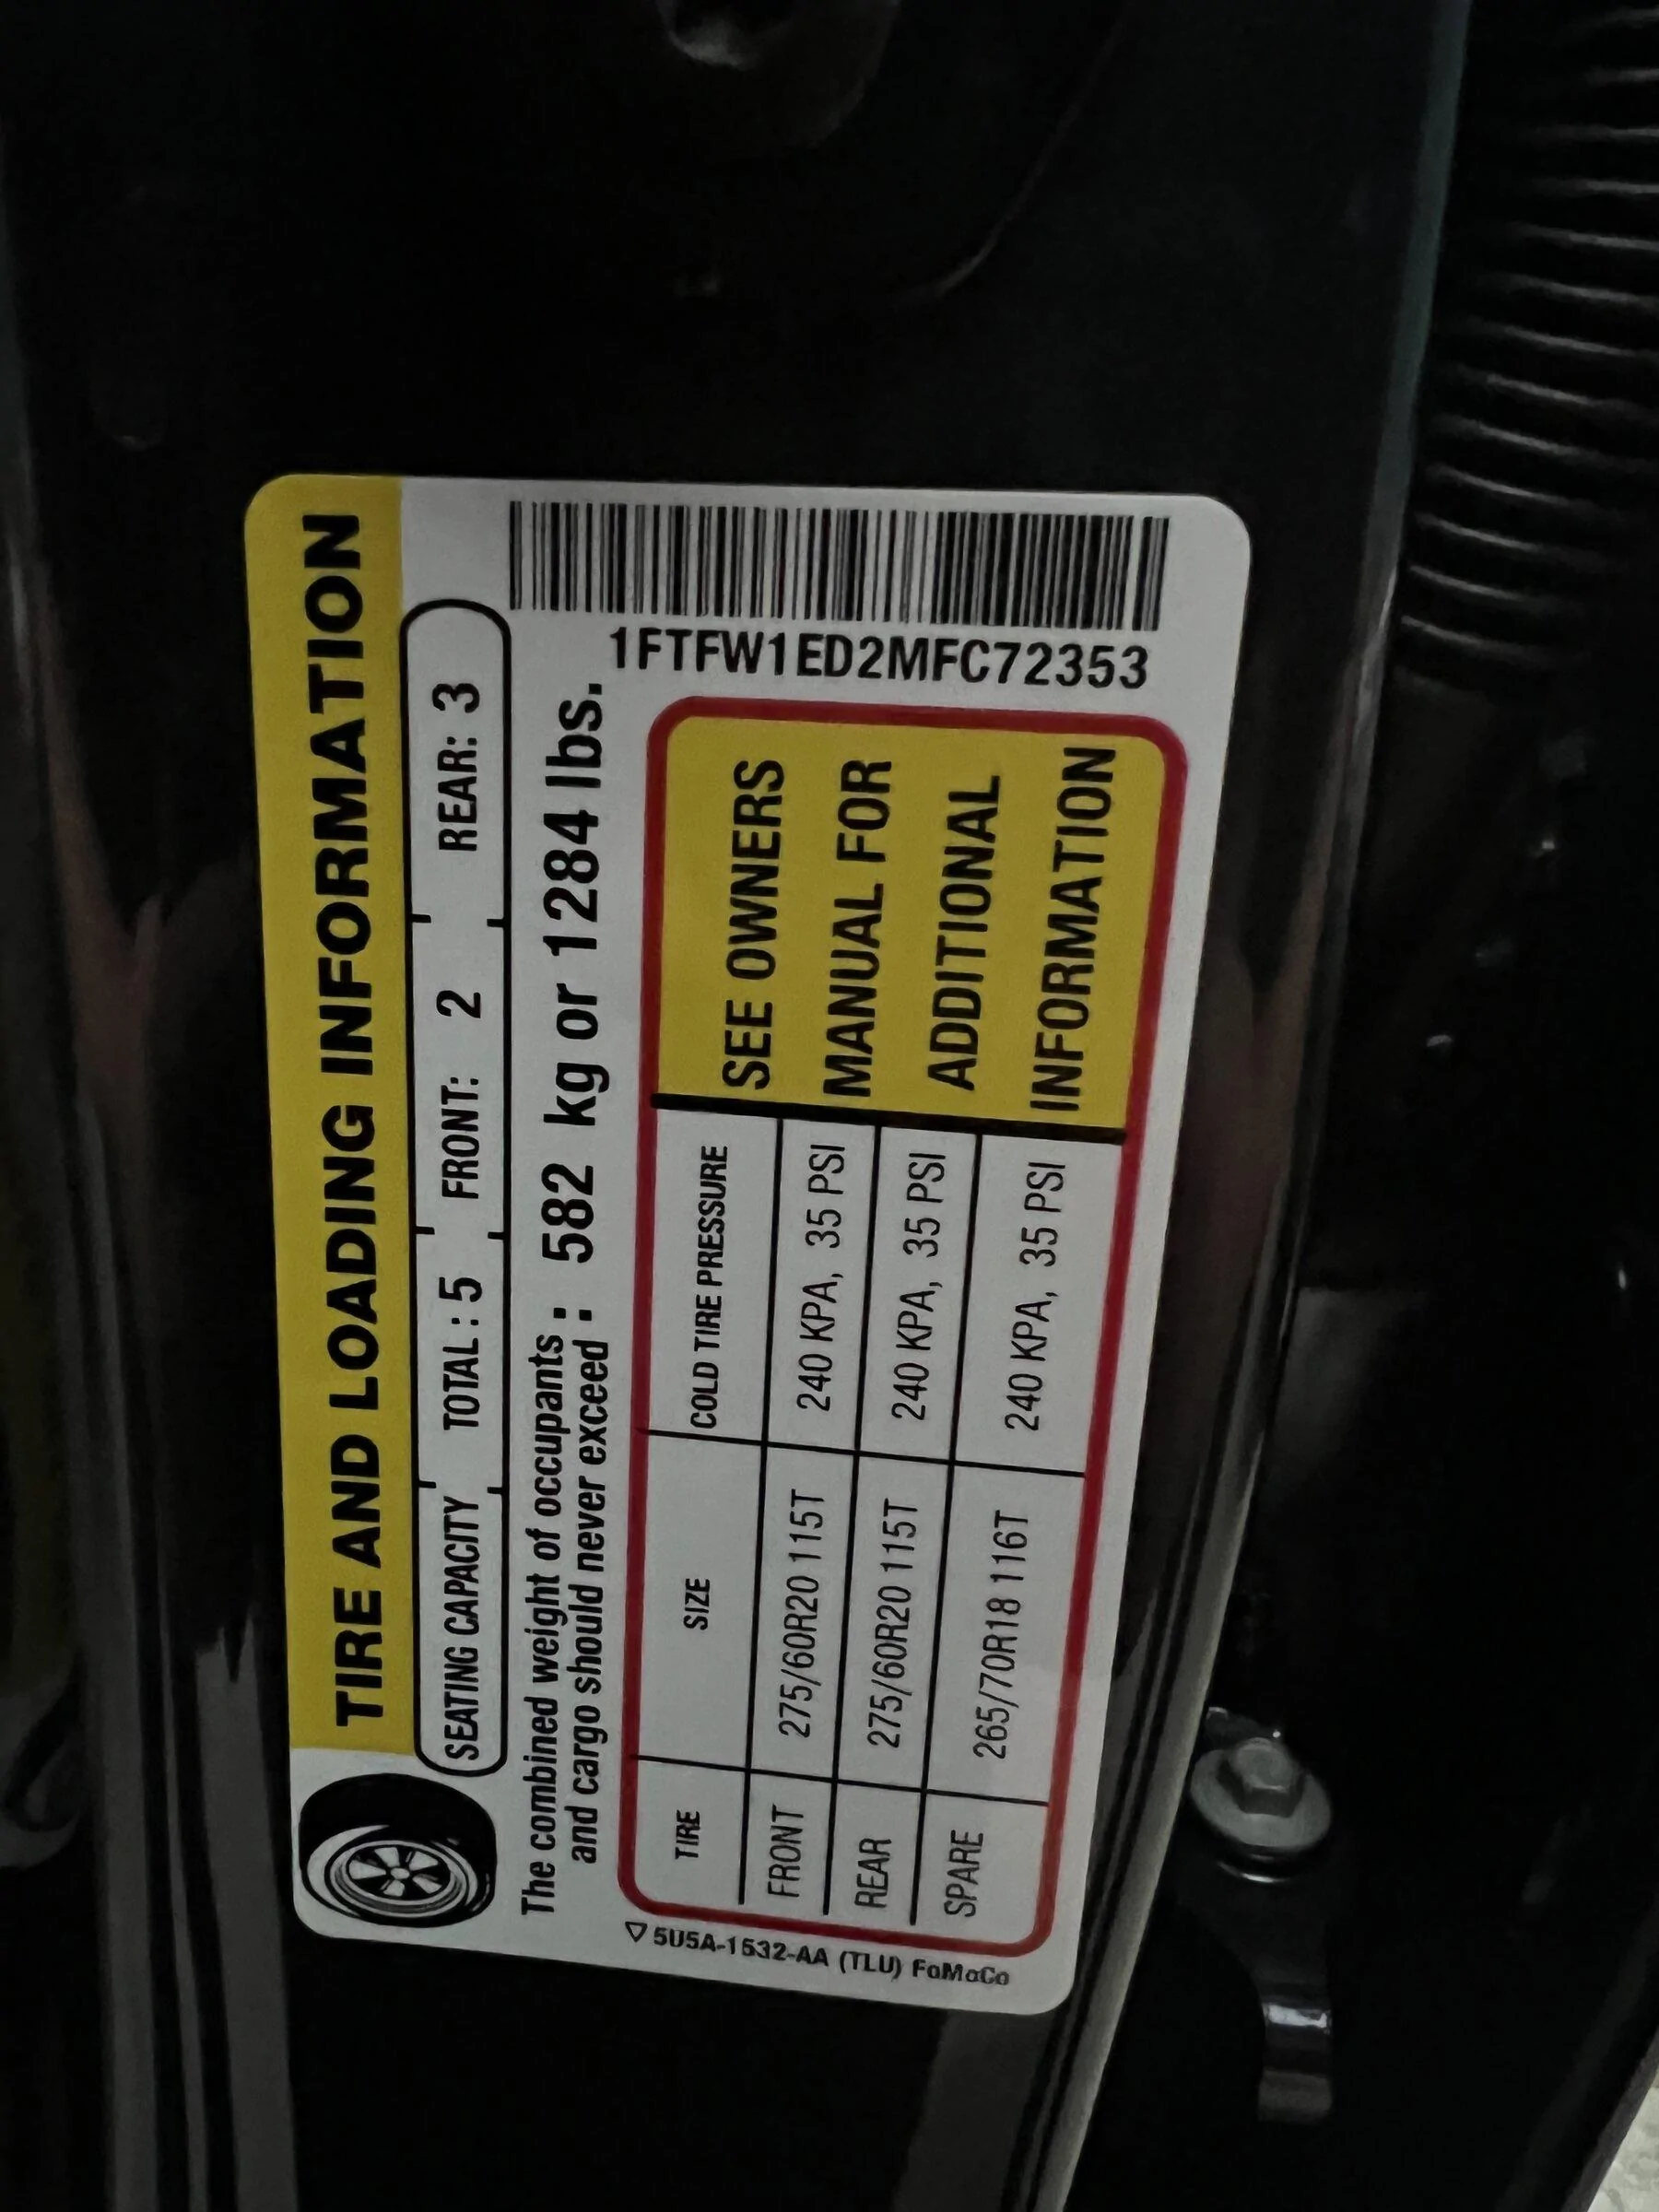 TIRE AND LOADING INFORMATION
SEATING CAPACITY TOTAL : 5 FRONT: 2 REAR: 3
The combined weight of occupants
and cargo should never exceed : 582 kg or 1284 lbs.
1FTFW1ED2MFC72353
TIRE SIZE COLD TIRE PRESSURE
FRONT 275/60R20 115T 240 KPA, 35 PSI
REAR 275/60R20 115T 240 KPA, 35 PSI
SPARE 265/70R18 116T 240 KPA, 35 PSI
SEE OWNERS
MANUAL FOR
ADDITIONAL
INFORMATION
5U5A-1532-AA (TLU) FoMoCo